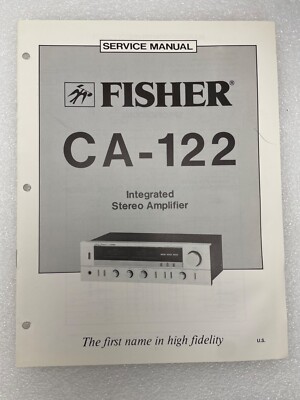 SERVICE MANUAL
FISHER®
CA-122
Integrated
Stereo Amplifier
The first name in high fidelity
U.S.